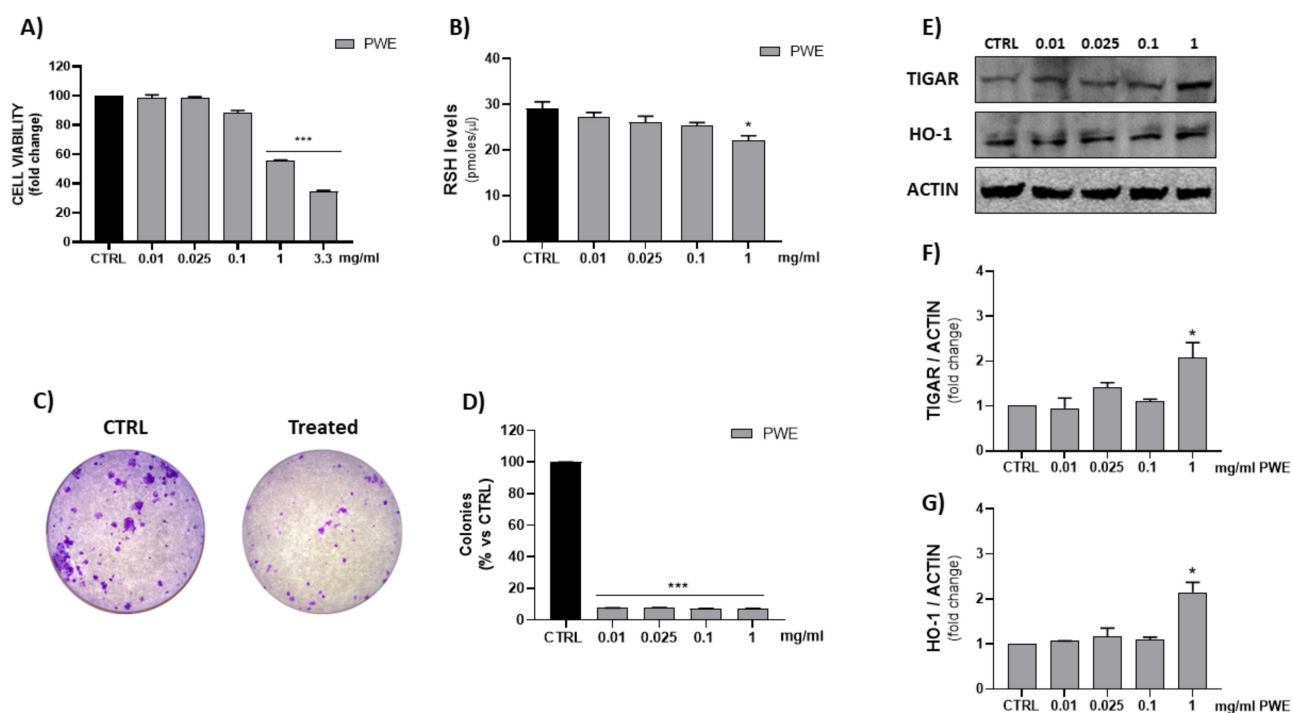 A)
PWE
CELL VIABILITY
(fold change)
120
100
80
60
40
20
0
***
CTRL 0.01 0.025 0.1 1 3.3 mg/ml
B)
PWE
RSH levels
(pmoles/µl)
40
30
20
10
0
*
CTRL 0.01 0.025 0.1 1 mg/ml
C)
CTRL Treated
D)
PWE
Colonies
(% vs CTRL)
120
100
80
60
40
20
0
***
CTRL 0.01 0.025 0.1 1 mg/ml
E)
CTRL 0.01 0.025 0.1 1
TIGAR
HO-1
ACTIN
F)
TIGAR / ACTIN
(fold change)
4
3
2
1
0
*
CTRL 0.01 0.025 0.1 1 mg/ml PWE
G)
HO-1 / ACTIN
(fold change)
4
3
2
1
0
*
CTRL 0.01 0.025 0.1 1 mg/ml PWE